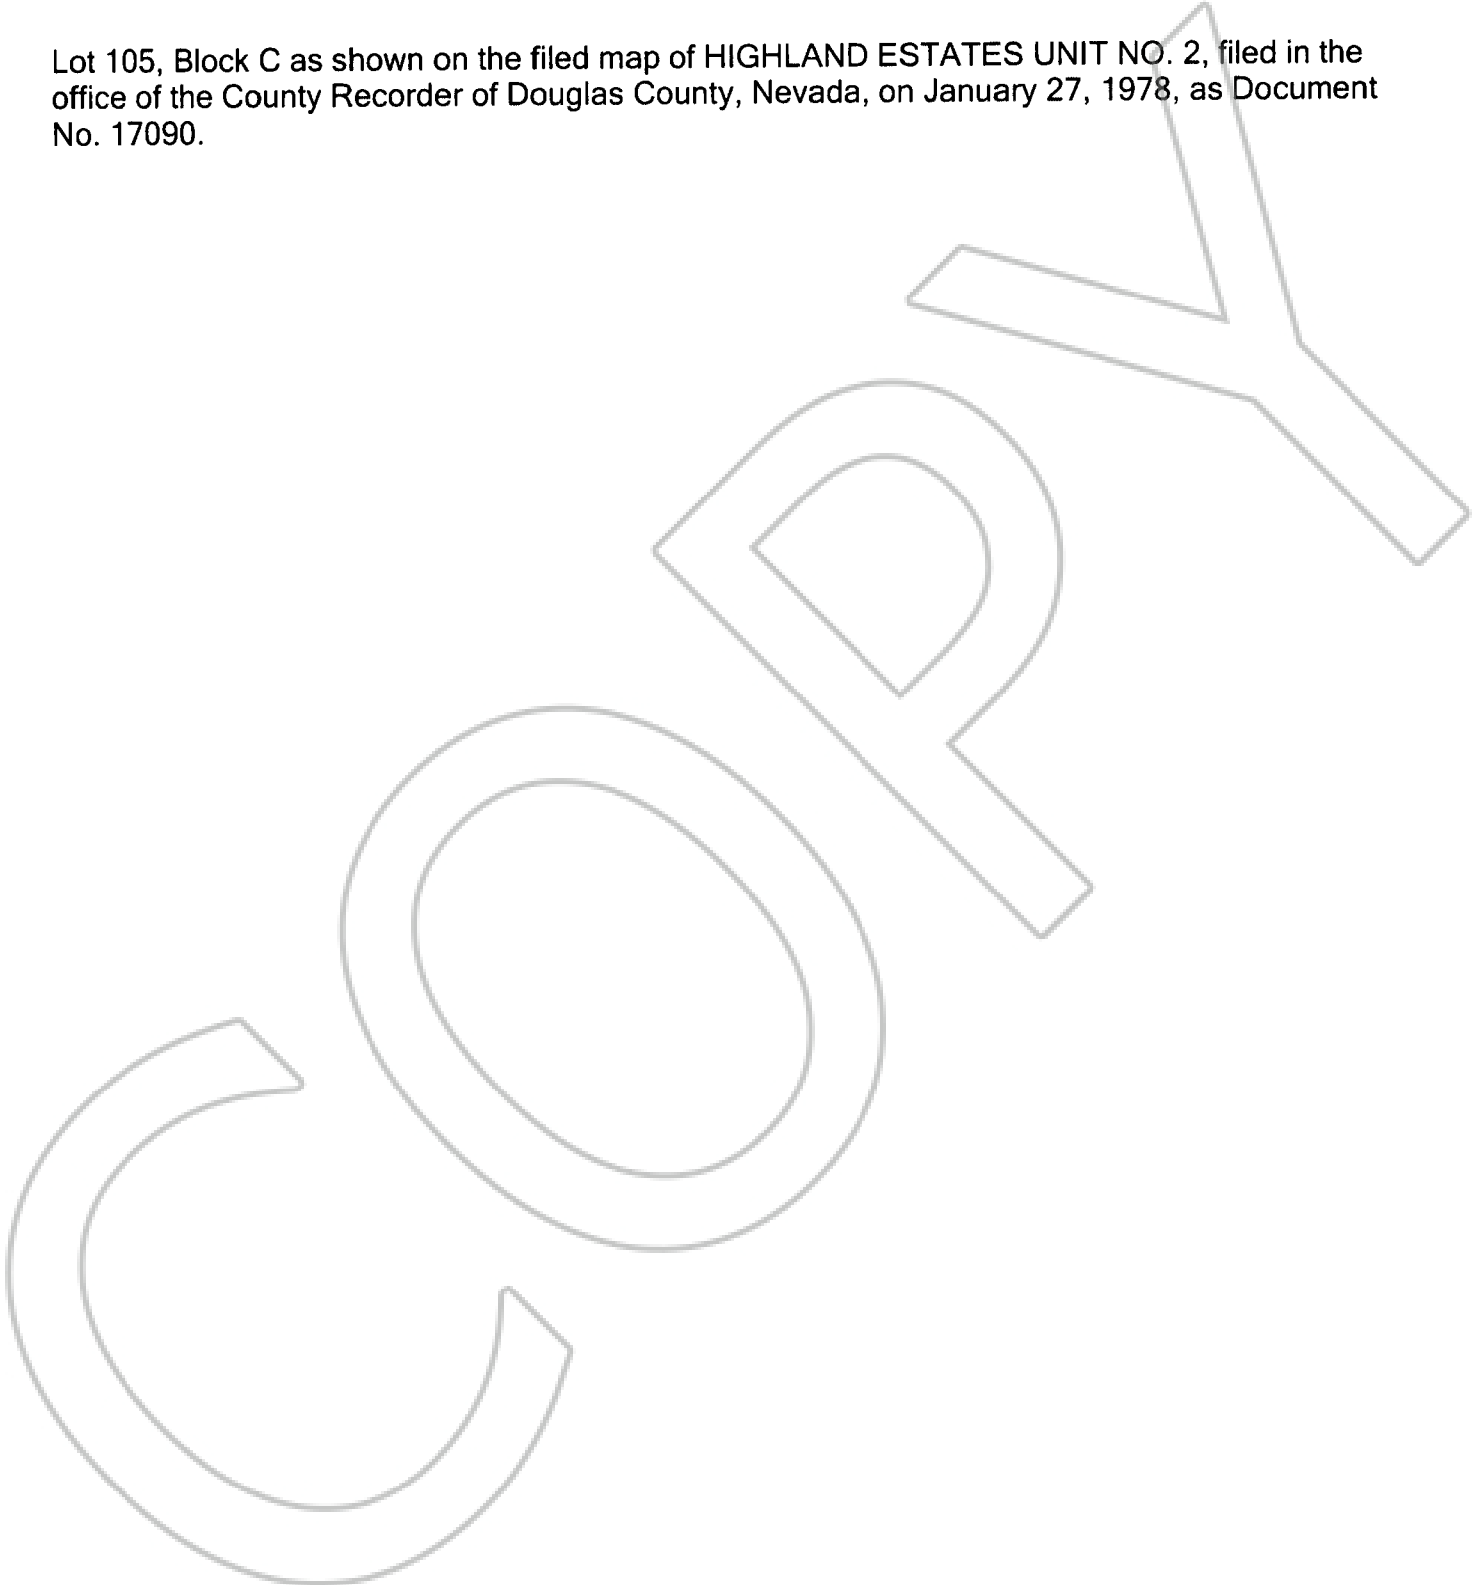 Lot 105, Block C as shown on the filed map of HIGHLAND ESTATES UNIT NO. 2, filed in the
office of the County Recorder of Douglas County, Nevada, on January 27, 1978, as Document
No. 17090.
COPY